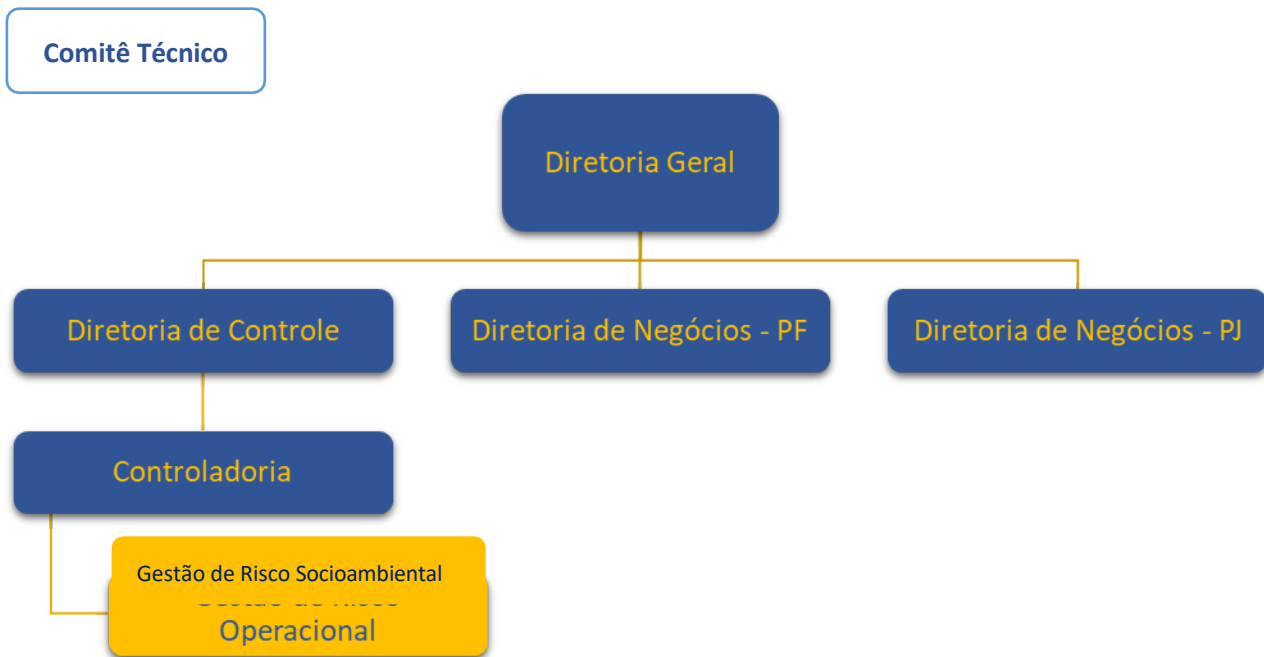 Comitê Técnico
Diretoria Geral
Diretoria de Controle
Diretoria de Negócios - PF
Diretoria de Negócios - PJ
Controladoria
Gestão de Risco Socioambiental
Operacional